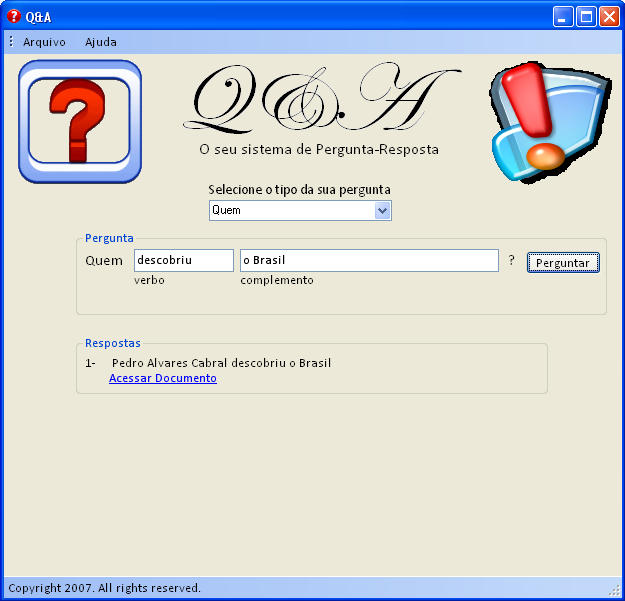 Q&A
Arquivo Ajuda
Q&A
O seu sistema de Pergunta-Resposta
Selecione o tipo da sua pergunta
Quem
Pergunta
Quem descobriu o Brasil ? Perguntar
verbo complemento
Respostas
1- Pedro Alvares Cabral descobriu o Brasil
Acessar Documento
Copyright 2007. All rights reserved.